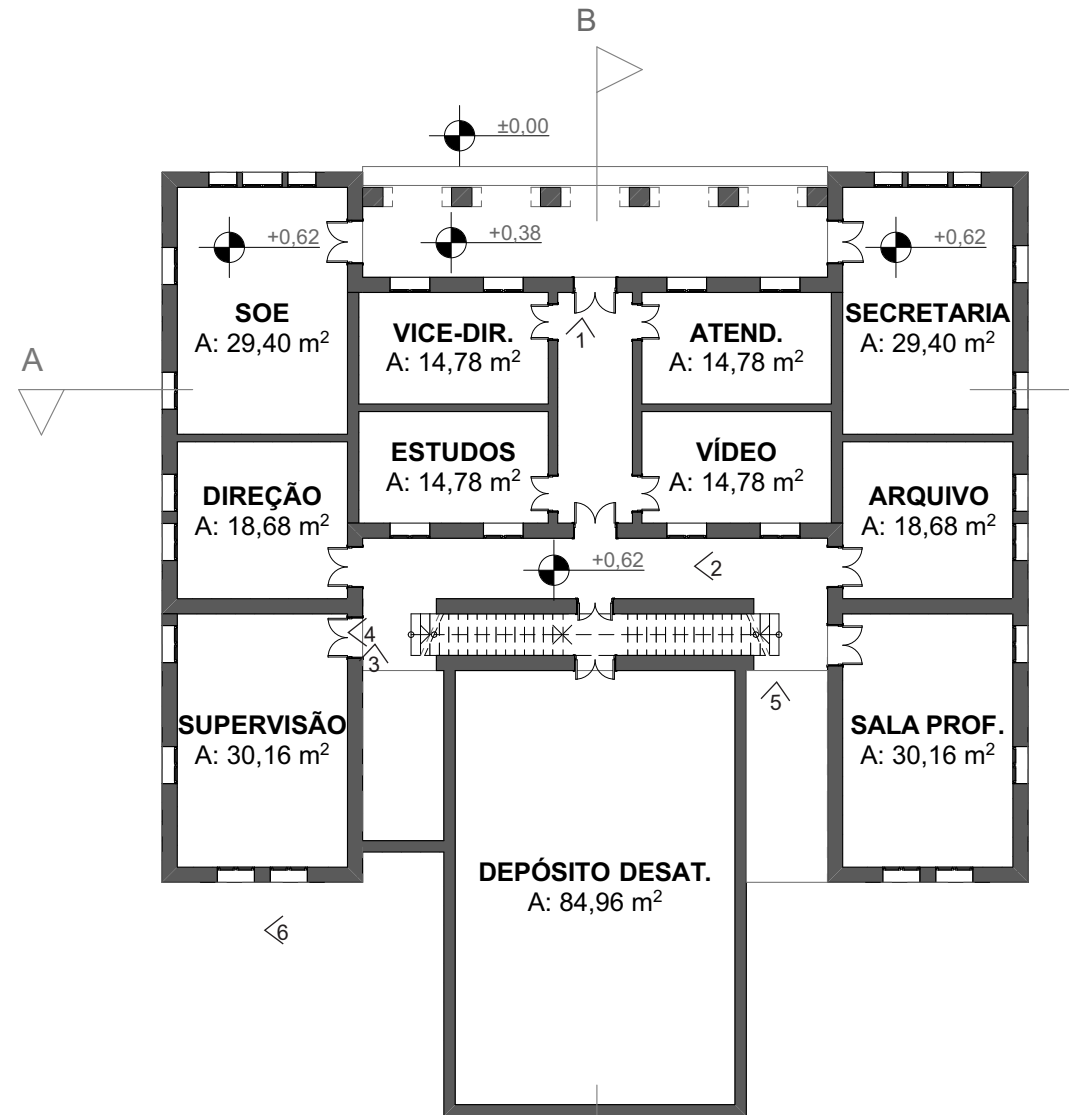 B
±0,00
+0,62
+0,38
+0,62
SOE
A: 29,40 m²
VICE-DIR.
A: 14,78 m²
1
ATEND.
A: 14,78 m²
SECRETARIA
A: 29,40 m²
A
ESTUDOS
A: 14,78 m²
VÍDEO
A: 14,78 m²
DIREÇÃO
A: 18,68 m²
ARQUIVO
A: 18,68 m²
+0,62
2
4
3
5
SUPERVISÃO
A: 30,16 m²
SALA PROF.
A: 30,16 m²
DEPÓSITO DESAT.
A: 84,96 m²
6